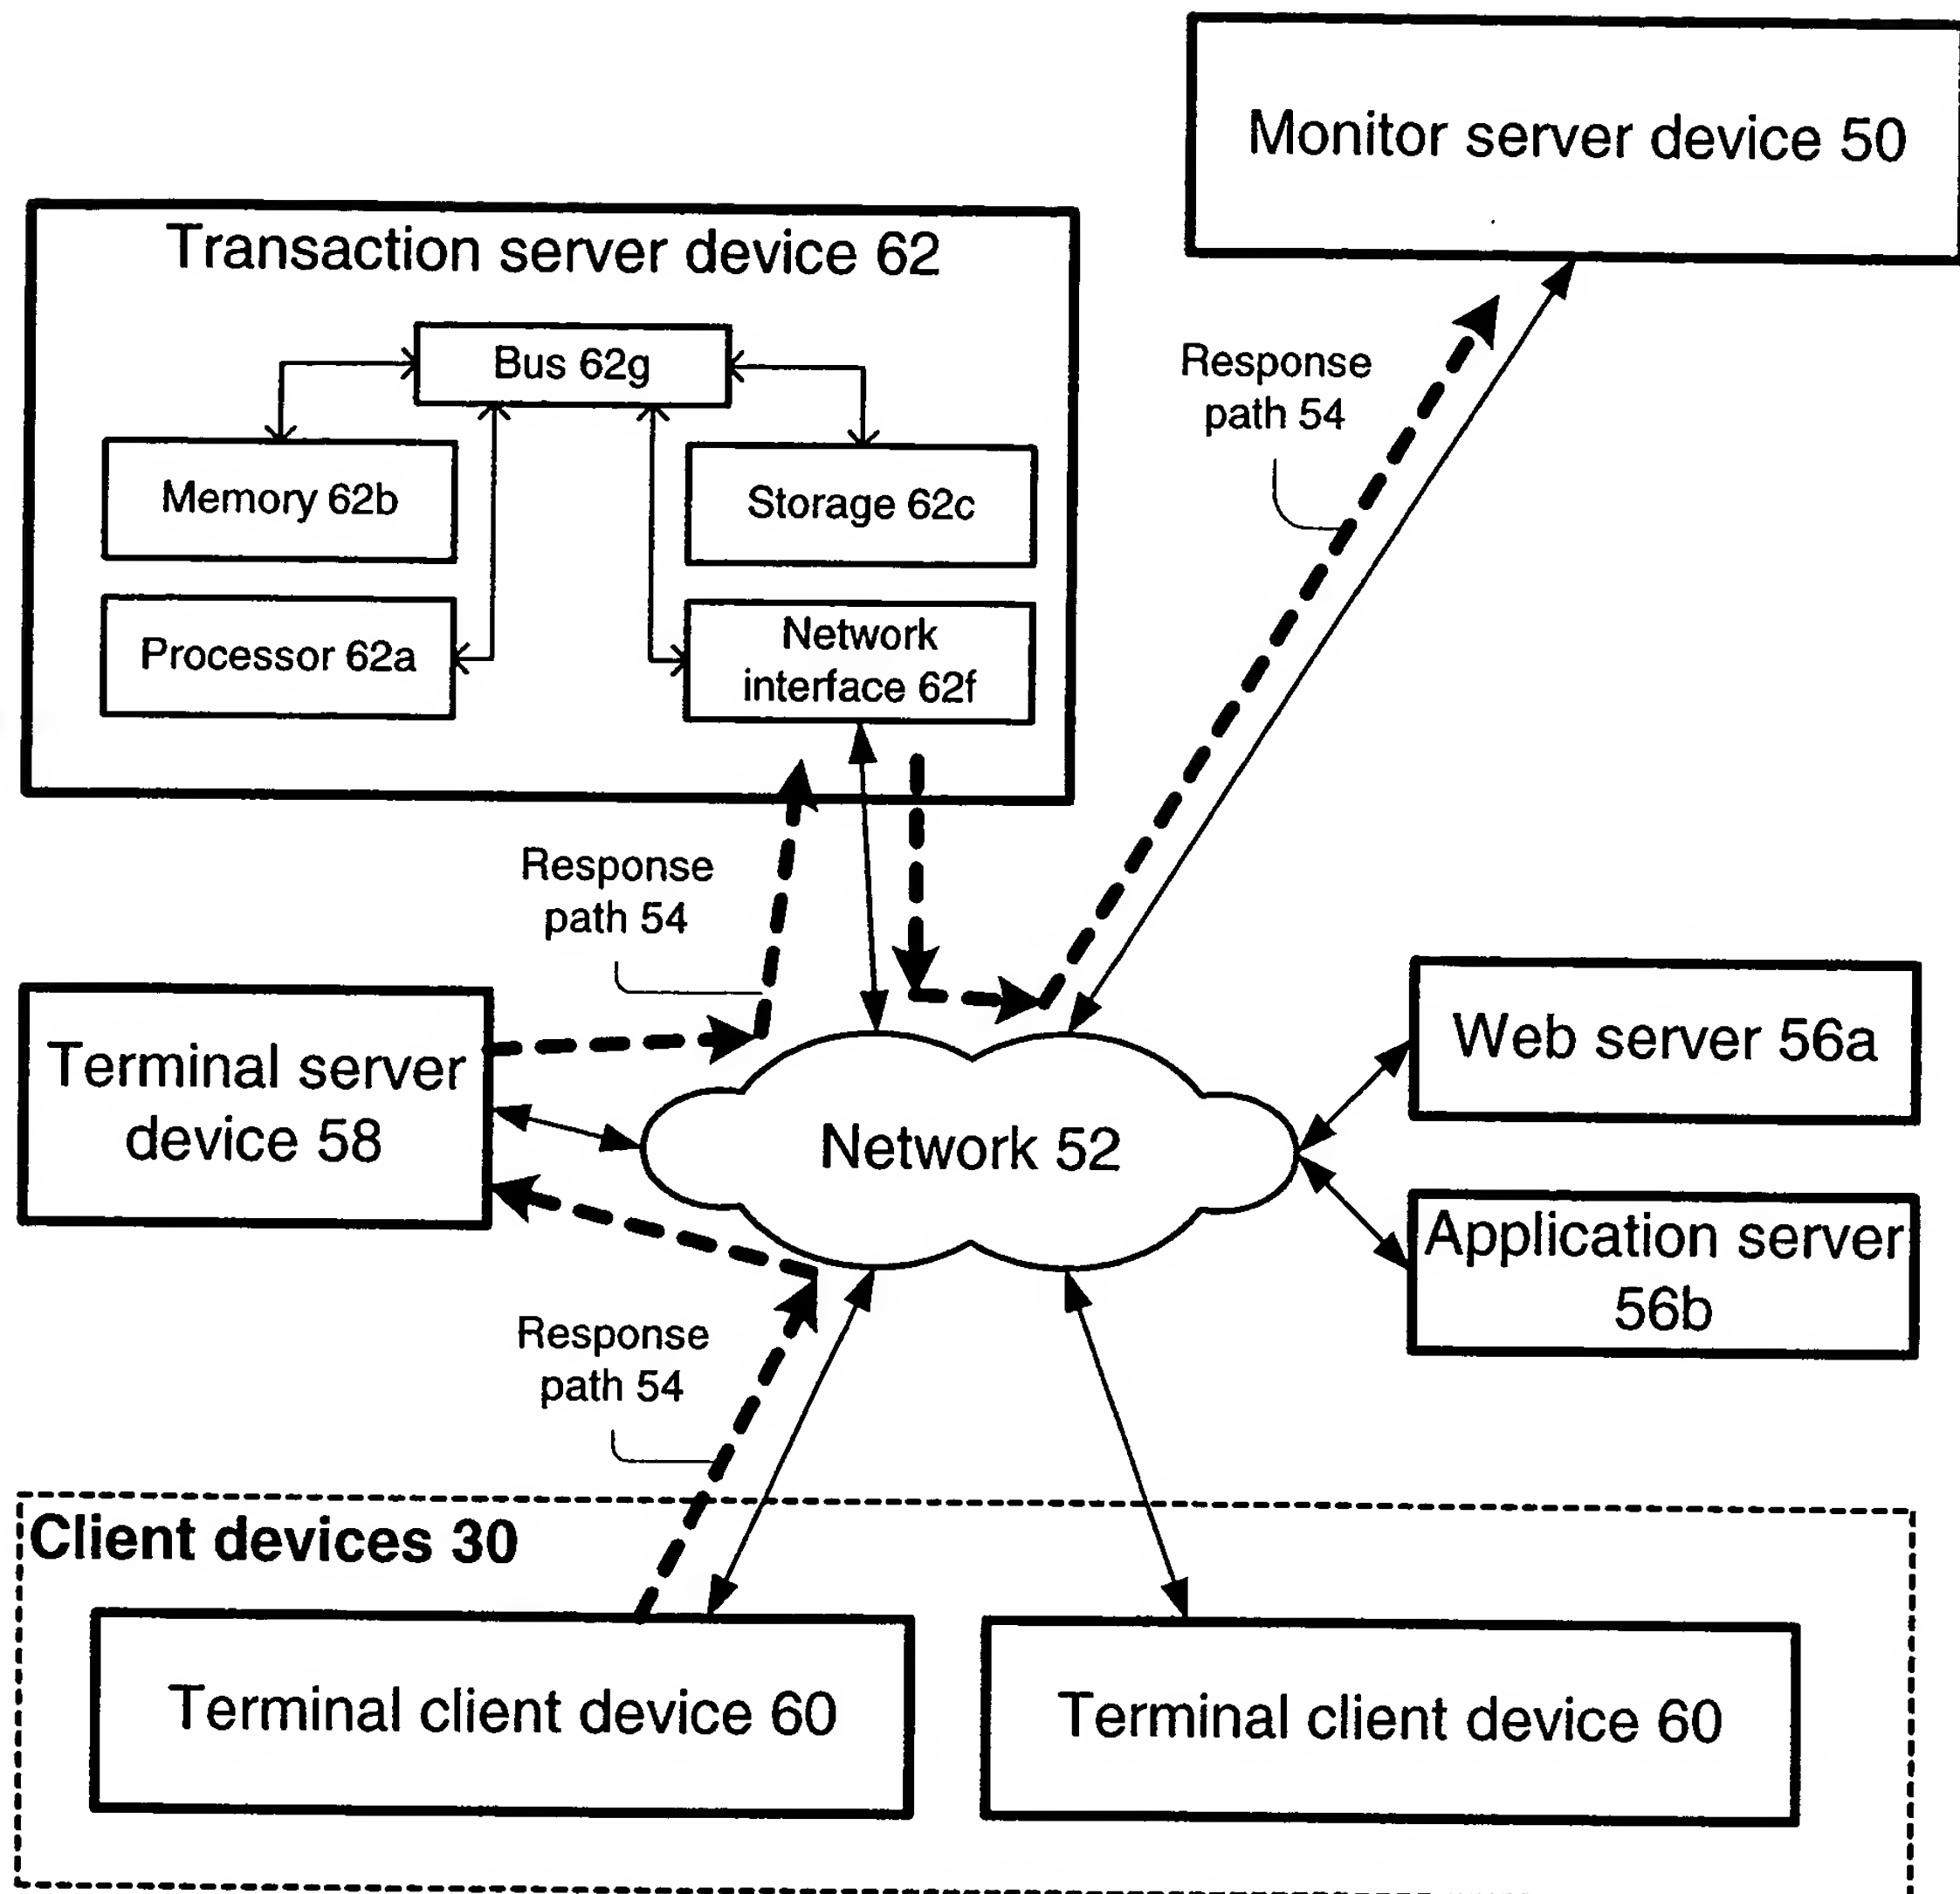 Monitor server device 50
Transaction server device 62
Bus 62g
Memory 62b
Storage 62c
Processor 62a
Network
interface 62f
Response
path 54
Response
path 54
Terminal server
device 58
Network 52
Web server 56a
Application server
56b
Response
path 54
Client devices 30
Terminal client device 60
Terminal client device 60